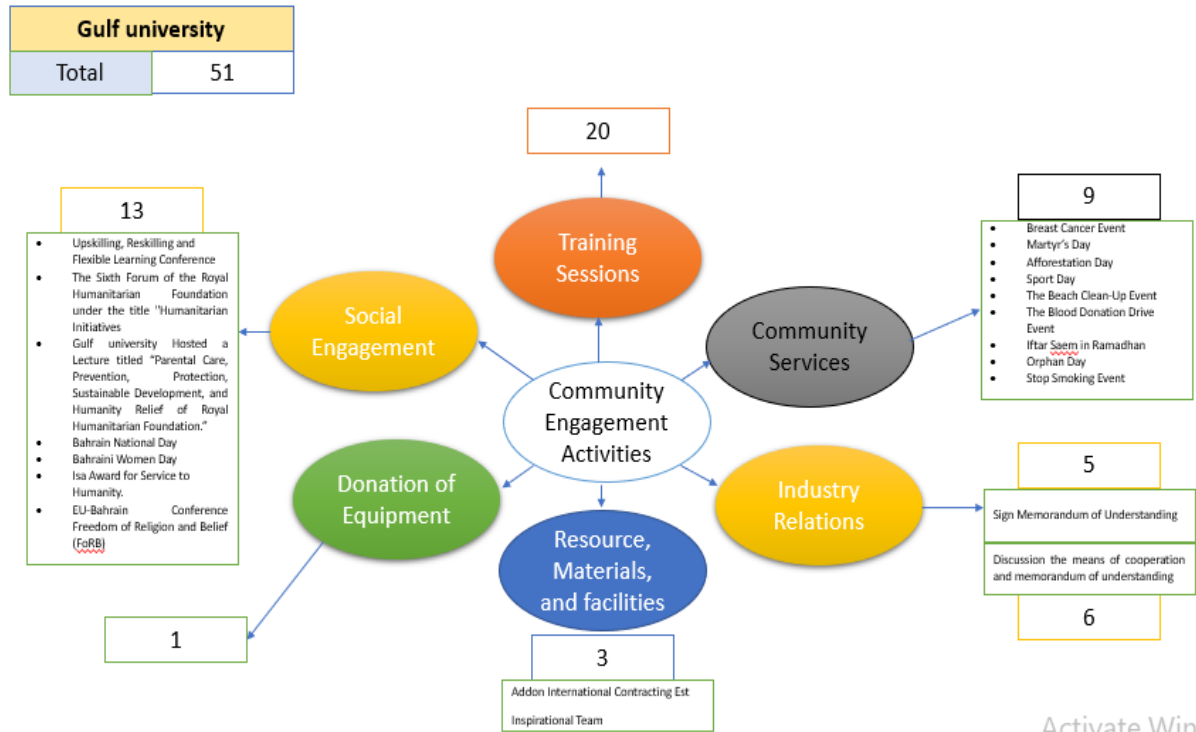 Gulf university
Total 51
20
Training
Sessions
13
• Upskilling, Reskilling and
Flexible Learning Conference
• The Sixth Forum of the Royal
Humanitarian Foundation
under the title "Humanitarian
Initiatives
• Gulf university Hosted a
Lecture titled “Parental Care,
Prevention, Protection,
Sustainable Development, and
Humanity Relief of Royal
Humanitarian Foundation.”
• Bahrain National Day
• Bahraini Women Day
• Isa Award for Service to
Humanity.
• EU-Bahrain Conference
Freedom of Religion and Belief
(FoRB)
Social
Engagement
9
• Breast Cancer Event
• Martyr’s Day
• Afforestation Day
• Sport Day
• The Beach Clean-Up Event
• The Blood Donation Drive
Event
• Iftar Saem in Ramadhan
• Orphan Day
• Stop Smoking Event
Community
Services
Community
Engagement
Activities
Donation of
Equipment
1
Resource,
Materials,
and facilities
3
Addon International Contracting Est
Inspirational Team
Industry
Relations
5
Sign Memorandum of Understanding
Discussion the means of cooperation
and memorandum of understanding
6
Activate Win